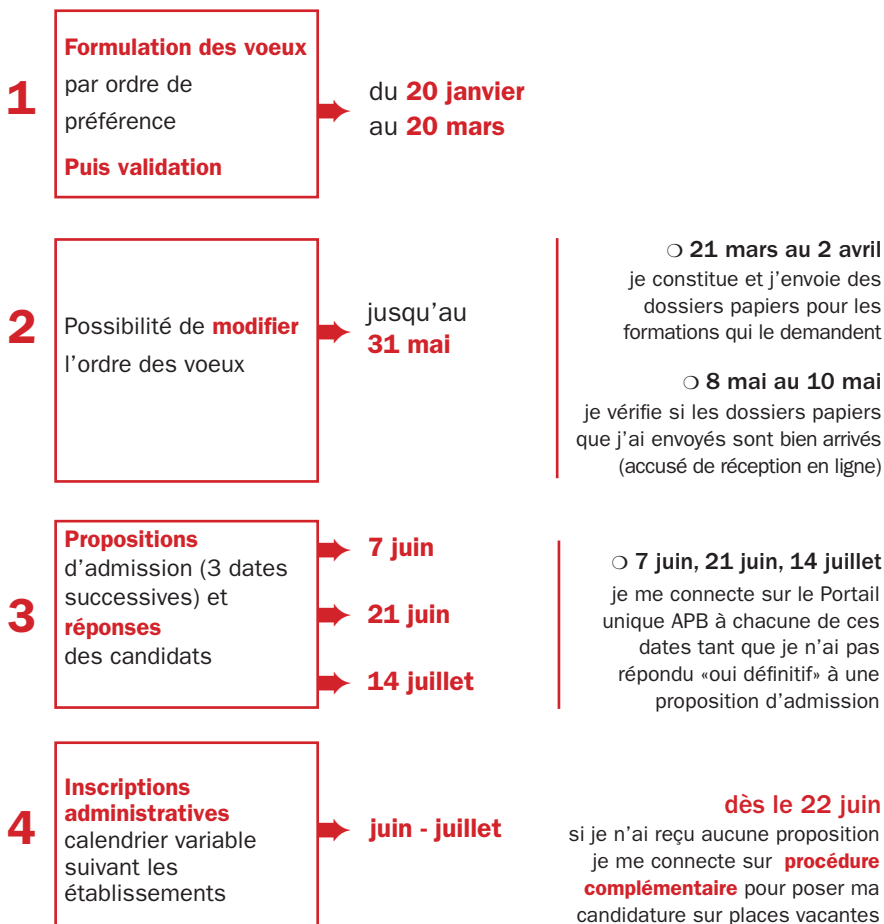 1
Formulation des voeux
par ordre de
préférence
Puis validation
du 20 janvier
au 20 mars
2
Possibilité de modifier
l'ordre des voeux
jusqu'au
31 mai
❍ 21 mars au 2 avril
je constitue et j'envoie des
dossiers papiers pour les
formations qui le demandent
❍ 8 mai au 10 mai
je vérifie si les dossiers papiers
que j'ai envoyés sont bien arrivés
(accusé de réception en ligne)
3
Propositions
d'admission (3 dates
successives) et
réponses
des candidats
7 juin
21 juin
14 juillet
❍ 7 juin, 21 juin, 14 juillet
je me connecte sur le Portail
unique APB à chacune de ces
dates tant que je n'ai pas
répondu «oui définitif» à une
proposition d'admission
4
Inscriptions
administratives
calendrier variable
suivant les
établissements
juin - juillet
dès le 22 juin
si je n'ai reçu aucune proposition
je me connecte sur procédure
complémentaire pour poser ma
candidature sur places vacantes